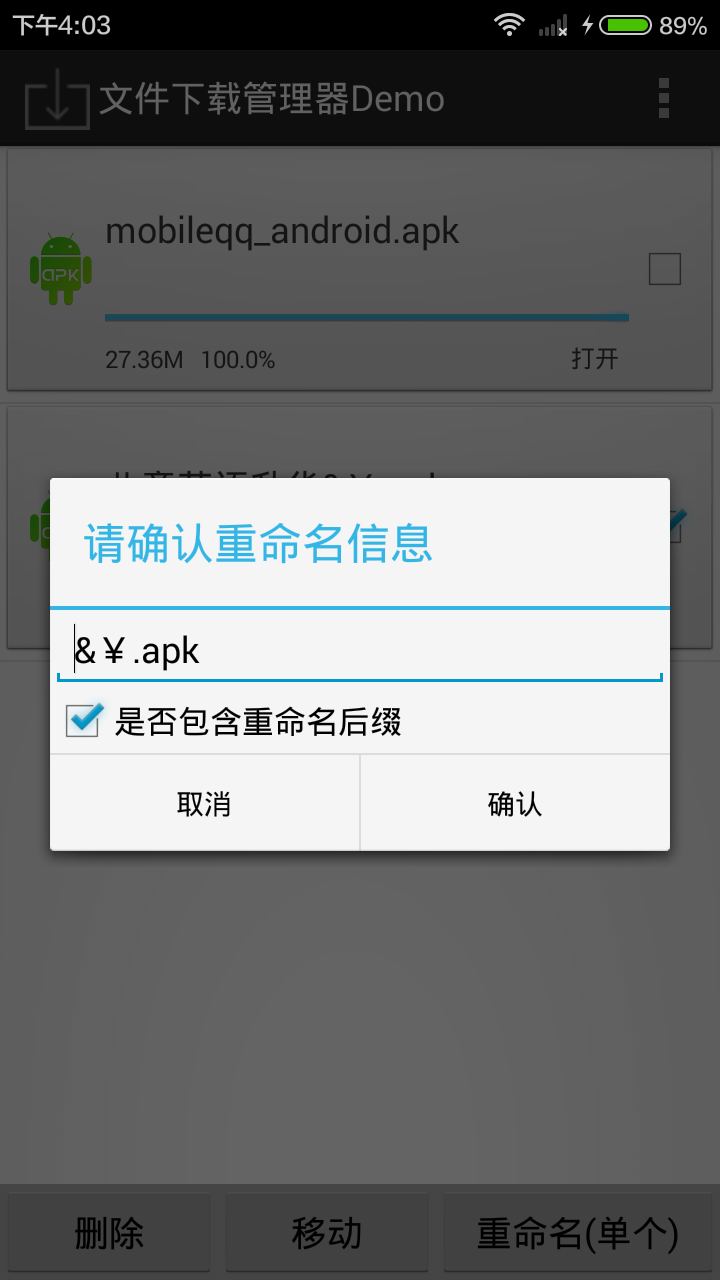 下午4:03
89%
文件下载管理器Demo
mobileqq_android.apk
APK
27.36M 100.0%
打开
请确认重命名信息
&￥.apk
是否包含重命名后缀
取消
确认
删除
移动
重命名(单个)